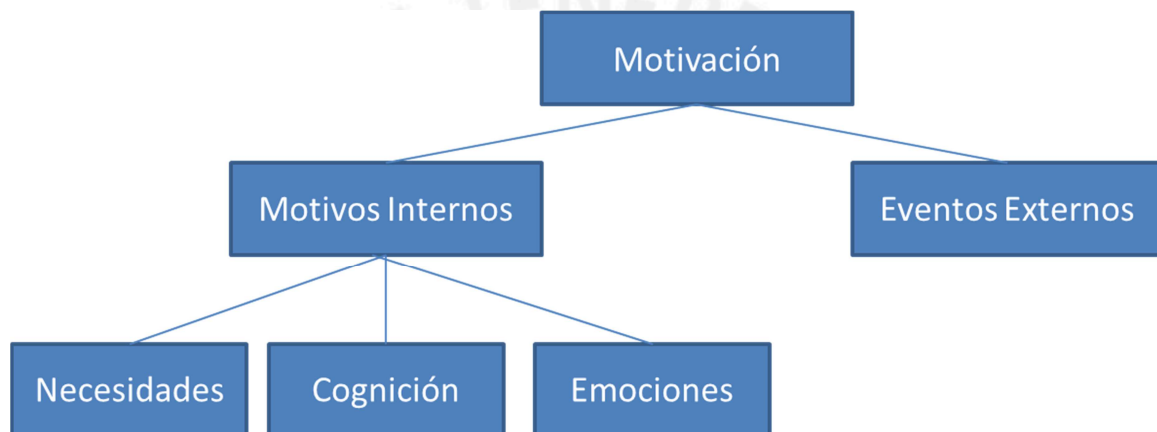 Motivación
Motivos Internos
Eventos Externos
Necesidades
Cognición
Emociones